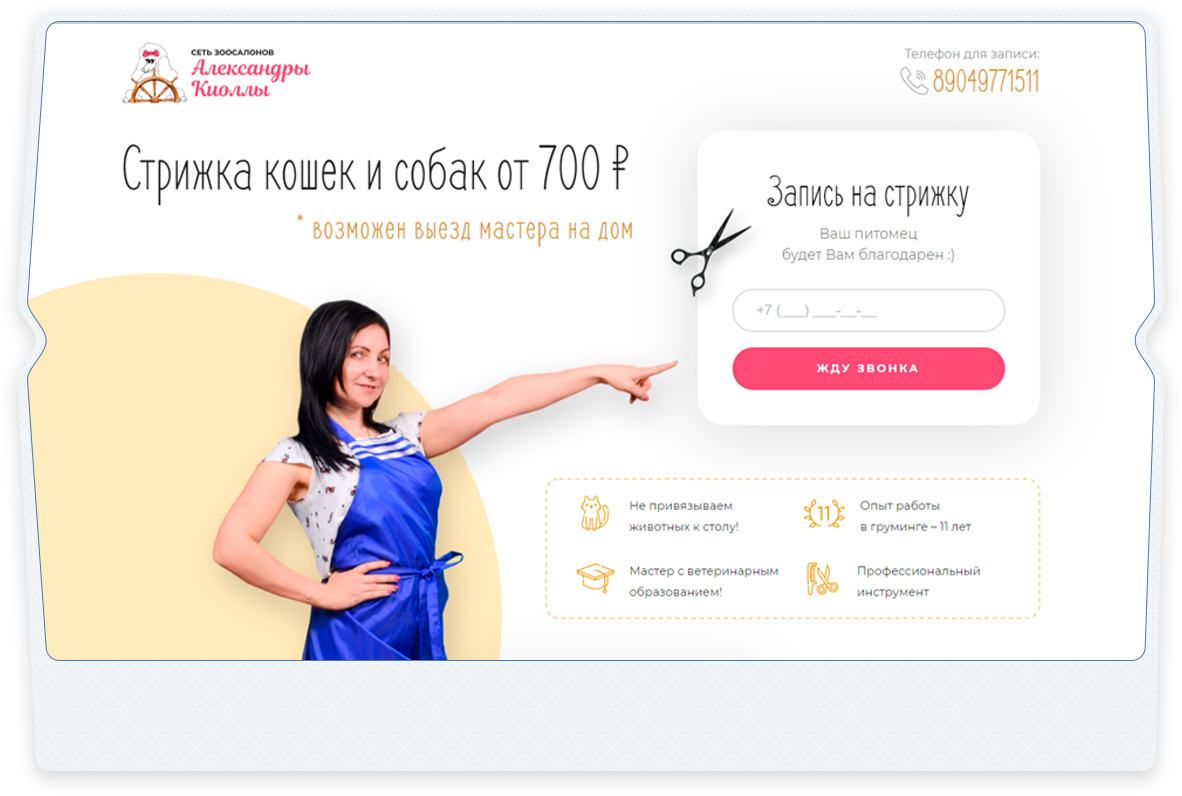 СЕТЬ ЗООСАЛОНОВ
Александры
Киоллы
Телефон для записи:
89049771511
Стрижка кошек и собак от 700 ₽
* возможен выезд мастера на дом
Запись на стрижку
Ваш питомец
будет Вам благодарен :)
+7 (___) ___-__-__
ЖДУ ЗВОНКА
Не привязываем
животных к столу!
11
Опыт работы
в груминге – 11 лет
Мастер с ветеринарным
образованием!
Профессиональный
инструмент